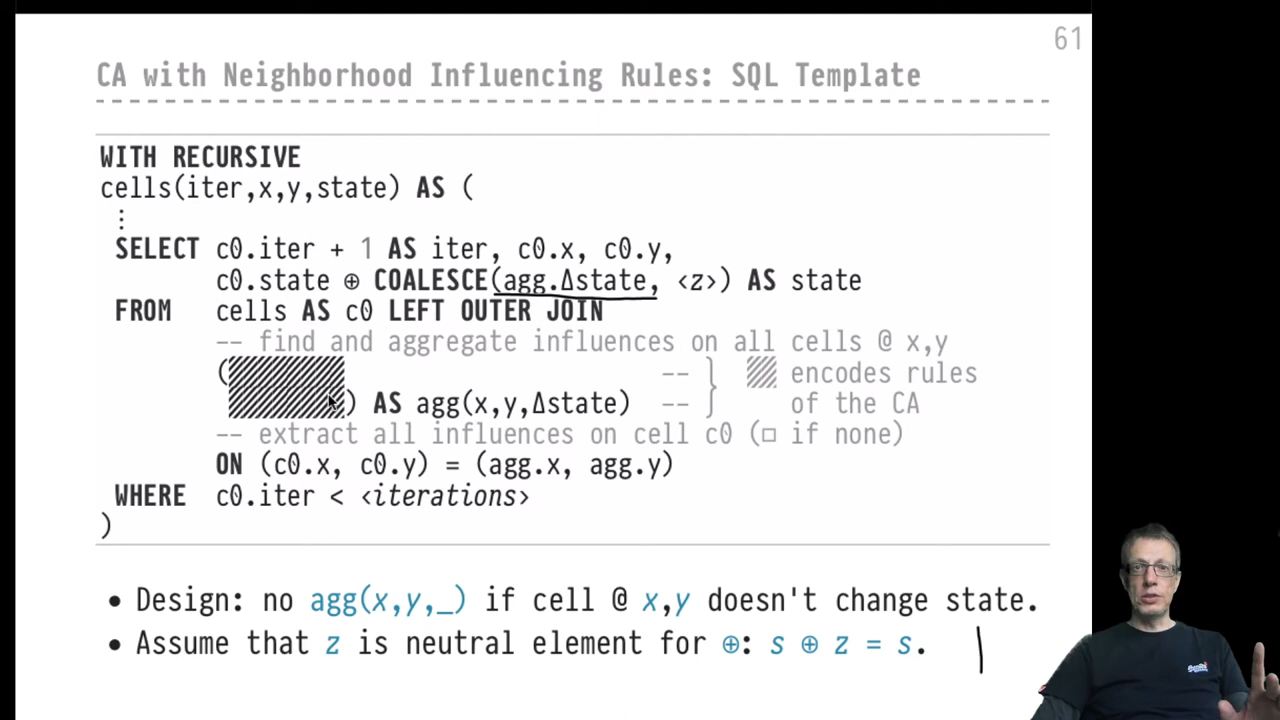 61
CA with Neighborhood Influencing Rules: SQL Template
WITH RECURSIVE
cells(iter,x,y,state) AS (
⋮
SELECT c0.iter + 1 AS iter, c0.x, c0.y,
c0.state ⊕ COALESCE(agg.Δstate, <z>) AS state
FROM cells AS c0 LEFT OUTER JOIN
-- find and aggregate influences on all cells @ x,y
( -- } encodes rules
) AS agg(x,y,Δstate) -- } of the CA
-- extract all influences on cell c0 (□ if none)
ON (c0.x, c0.y) = (agg.x, agg.y)
WHERE c0.iter < <iterations>
)
• Design: no agg(x,y,_) if cell @ x,y doesn't change state.
• Assume that z is neutral element for ⊕: s ⊕ z = s.